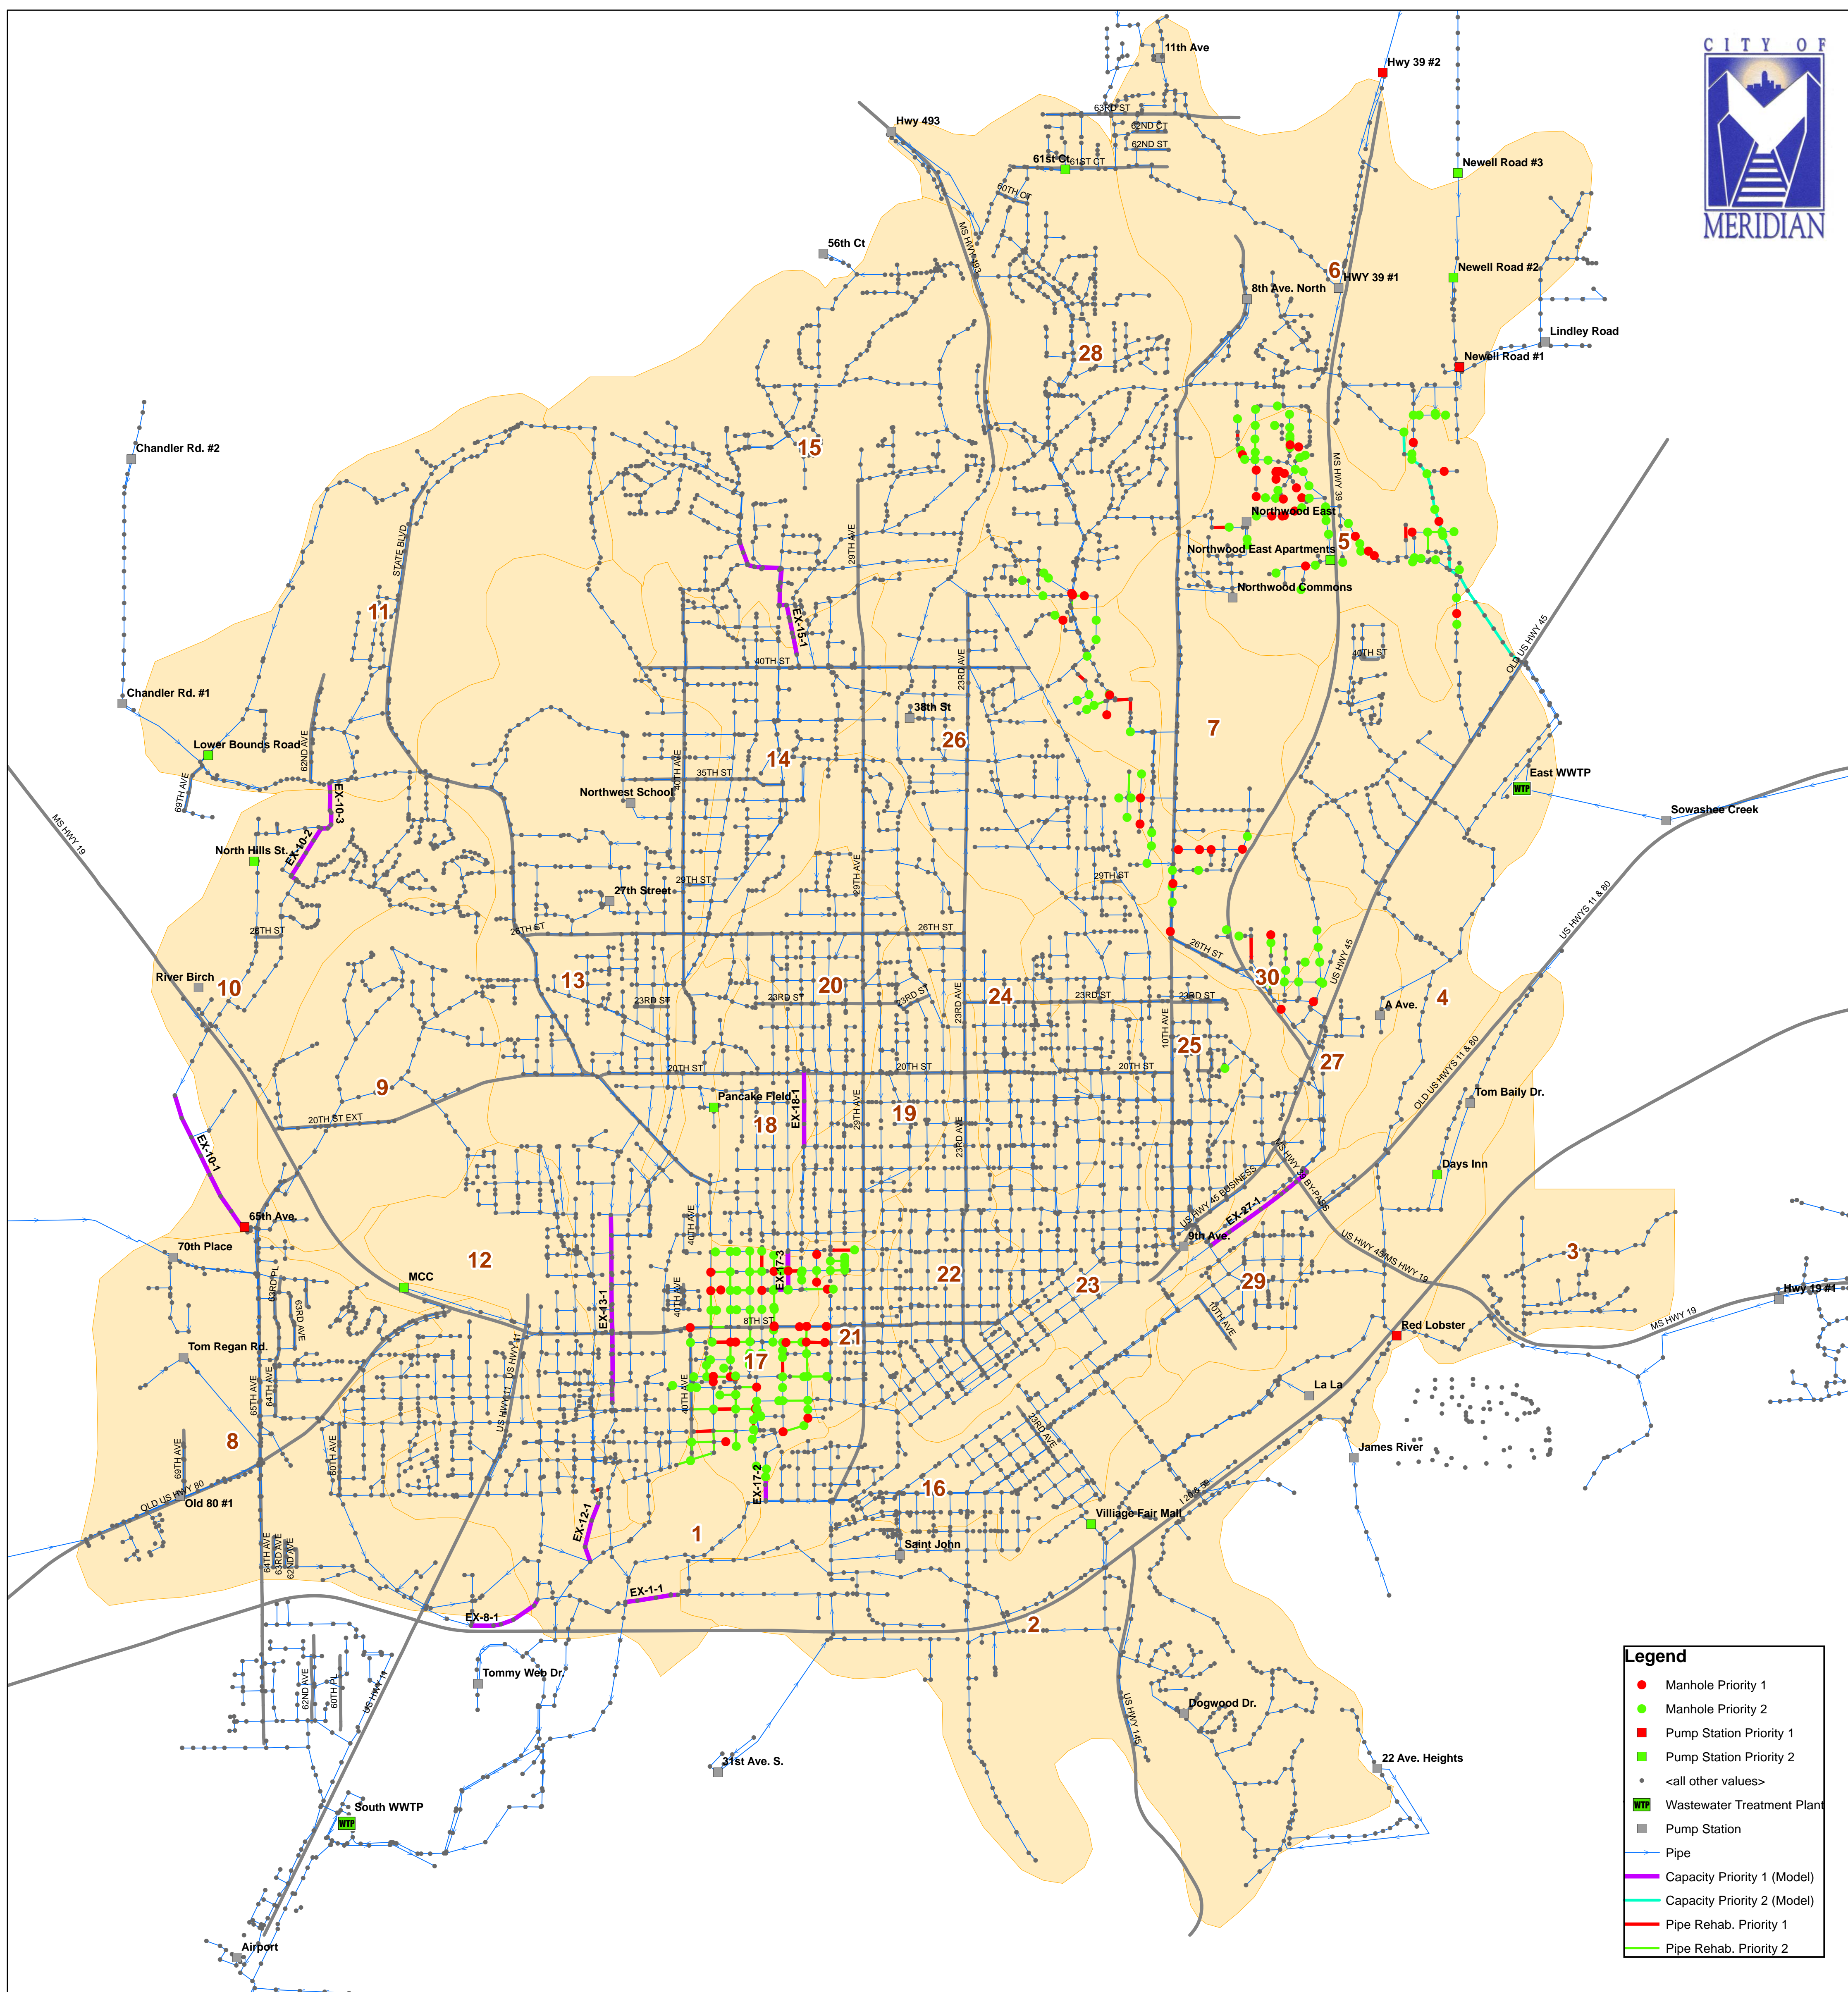 CITY OF
MERIDIAN
11th Ave
Hwy 39 #2
63RD ST
62ND CT
62ND ST
Hwy 493
61st Ct
61ST CT
60TH CT
Newell Road #3
MS HWY 493
56th Ct
6
HWY 39 #1
Newell Road #2
8th Ave. North
Lindley Road
28
Newell Road #1
15
Chandler Rd. #2
MS HWY 39
STATE BLVD
29TH AVE
Northwood East
5
Northwood East Apartments
Northwood Commons
11
EX-15-1
40TH ST
23RD AVE
40TH ST
OLD US HWY 45
Chandler Rd. #1
38th St
7
26
Lower Bounds Road
62ND AVE
14
40TH AVE
35TH ST
69TH AVE
Northwest School
East WWTP
WTP
Sowashee Creek
EX-10-3
EX-10-2
MS HWY 19
North Hills St.
29TH ST
29TH AVE
29TH ST
27th Street
US HWYS 11 & 80
26TH ST
26TH ST
26TH ST
26TH ST
River Birch
10
13
20
24
30
US HWY 45
4
23RD ST
23RD ST
23RD ST
23RD ST
23RD ST
23RD AVE
A Ave.
10TH AVE
25
27
OLD US HWYS 11 & 80
20TH ST
20TH ST
20TH ST
9
Tom Baily Dr.
Pancake Field
EX-18-1
18
19
29TH AVE
20TH ST EXT
23RD AVE
EX-10-1
MS HWY 39 BY-PASS
Days Inn
US HWY 45 BUSINESS
EX-27-1
65th Ave.
40TH AVE
9th Ave.
US HWY 45/MS HWY 19
3
70th Place
12
EX-17-3
22
23
29
MCC
63RD PL
63RD AVE
40TH AVE
EX-13-1
10TH AVE
Hwy 19 #1
MS HWY 19
8TH ST
21
Red Lobster
Tom Regan Rd.
17
US HWY 11
US HWY 11
65TH AVE
64TH AVE
40TH AVE
La La
23RD AVE
8
69TH AVE
60TH AVE
James River
EX-17-2
OLD US HWY 80
Old 80 #1
16
I 20 & 59
EX-12-1
Villiage Fair Mall
1
Saint John
64TH AVE
63RD AVE
62ND AVE
EX-1-1
EX-8-1
2
62ND AVE
60TH PL
US HWY 11
Tommy Web Dr.
Dogwood Dr.
US HWY 145
31st Ave. S.
22 Ave. Heights
South WWTP
WTP
Airport
Legend
Manhole Priority 1
Manhole Priority 2
Pump Station Priority 1
Pump Station Priority 2
<all other values>
WTP Wastewater Treatment Plant
Pump Station
Pipe
Capacity Priority 1 (Model)
Capacity Priority 2 (Model)
Pipe Rehab. Priority 1
Pipe Rehab. Priority 2